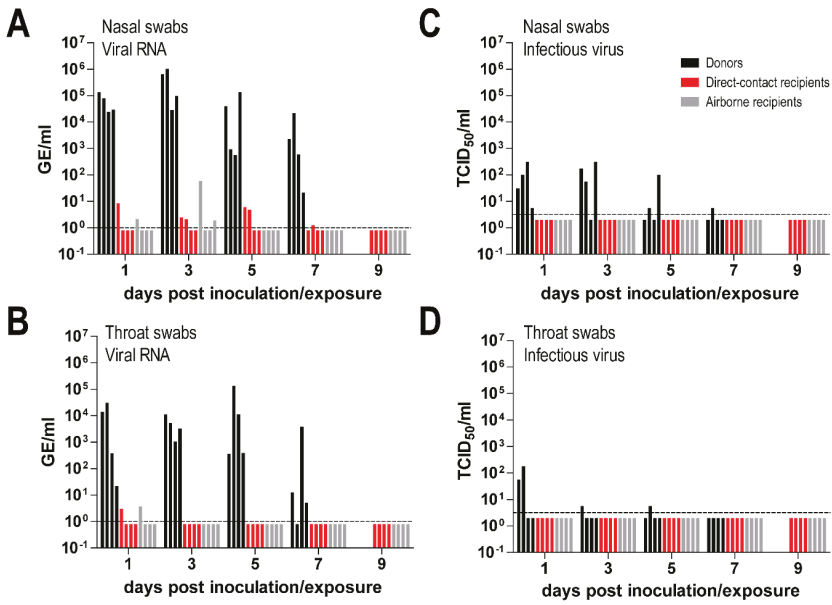 A
Nasal swabs
Viral RNA
10^7
10^6
10^5
10^4
10^3
10^2
10^1
10^0
10^-1
GE/ml
1 3 5 7 9
days post inoculation/exposure
C
Nasal swabs
Infectious virus
Donors
Direct-contact recipients
Airborne recipients
10^7
10^6
10^5
10^4
10^3
10^2
10^1
10^0
10^-1
TCID50/ml
1 3 5 7 9
days post inoculation/exposure
B
Throat swabs
Viral RNA
10^7
10^6
10^5
10^4
10^3
10^2
10^1
10^0
10^-1
GE/ml
1 3 5 7 9
days post inoculation/exposure
D
Throat swabs
Infectious virus
10^7
10^6
10^5
10^4
10^3
10^2
10^1
10^0
10^-1
TCID50/ml
1 3 5 7 9
days post inoculation/exposure